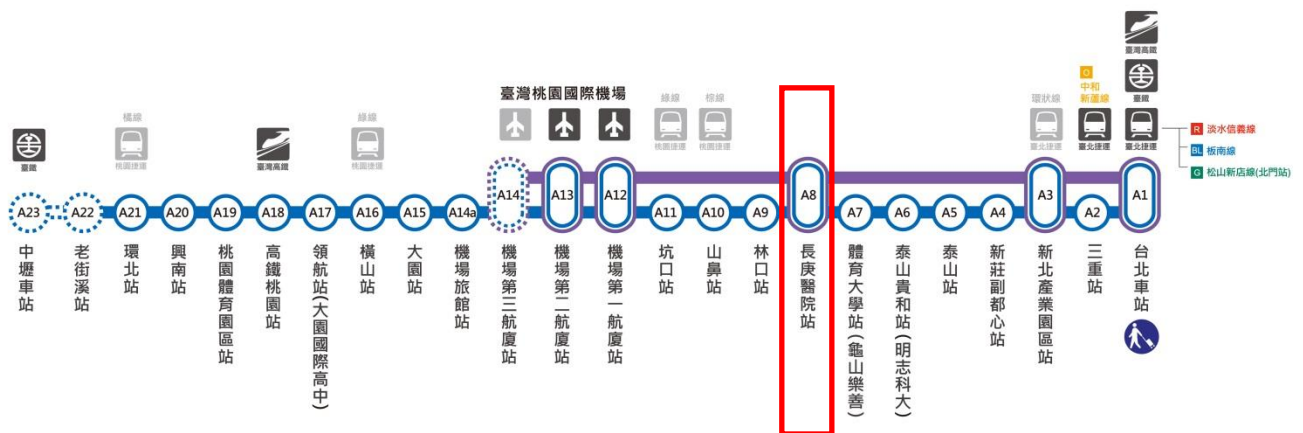 臺灣高鐵
臺灣桃園國際機場
O
中和
新蘆線
臺鐵
橘線
綠線
綠線
棕線
環狀線
臺鐵
桃園捷運
臺灣高鐵
桃園捷運
桃園捷運
桃園捷運
臺北捷運
臺北捷運
臺北捷運
R 淡水信義線
BL 板南線
G 松山新店線(北門站)
A23
A22
A21
A20
A19
A18
A17
A16
A15
A14a
A14
A13
A12
A11
A10
A9
A8
A7
A6
A5
A4
A3
A2
A1
中壢車站
老街溪站
環北站
興南站
桃園體育園區站
高鐵桃園站
領航站(大園國際高中)
橫山站
大園站
機場旅館站
機場第三航廈站
機場第二航廈站
機場第一航廈站
坑口站
山鼻站
林口站
長庚醫院站
體育大學站(龜山樂善)
泰山貴和站(明志科大)
泰山站
新莊副都心站
新北產業園區站
三重站
台北車站